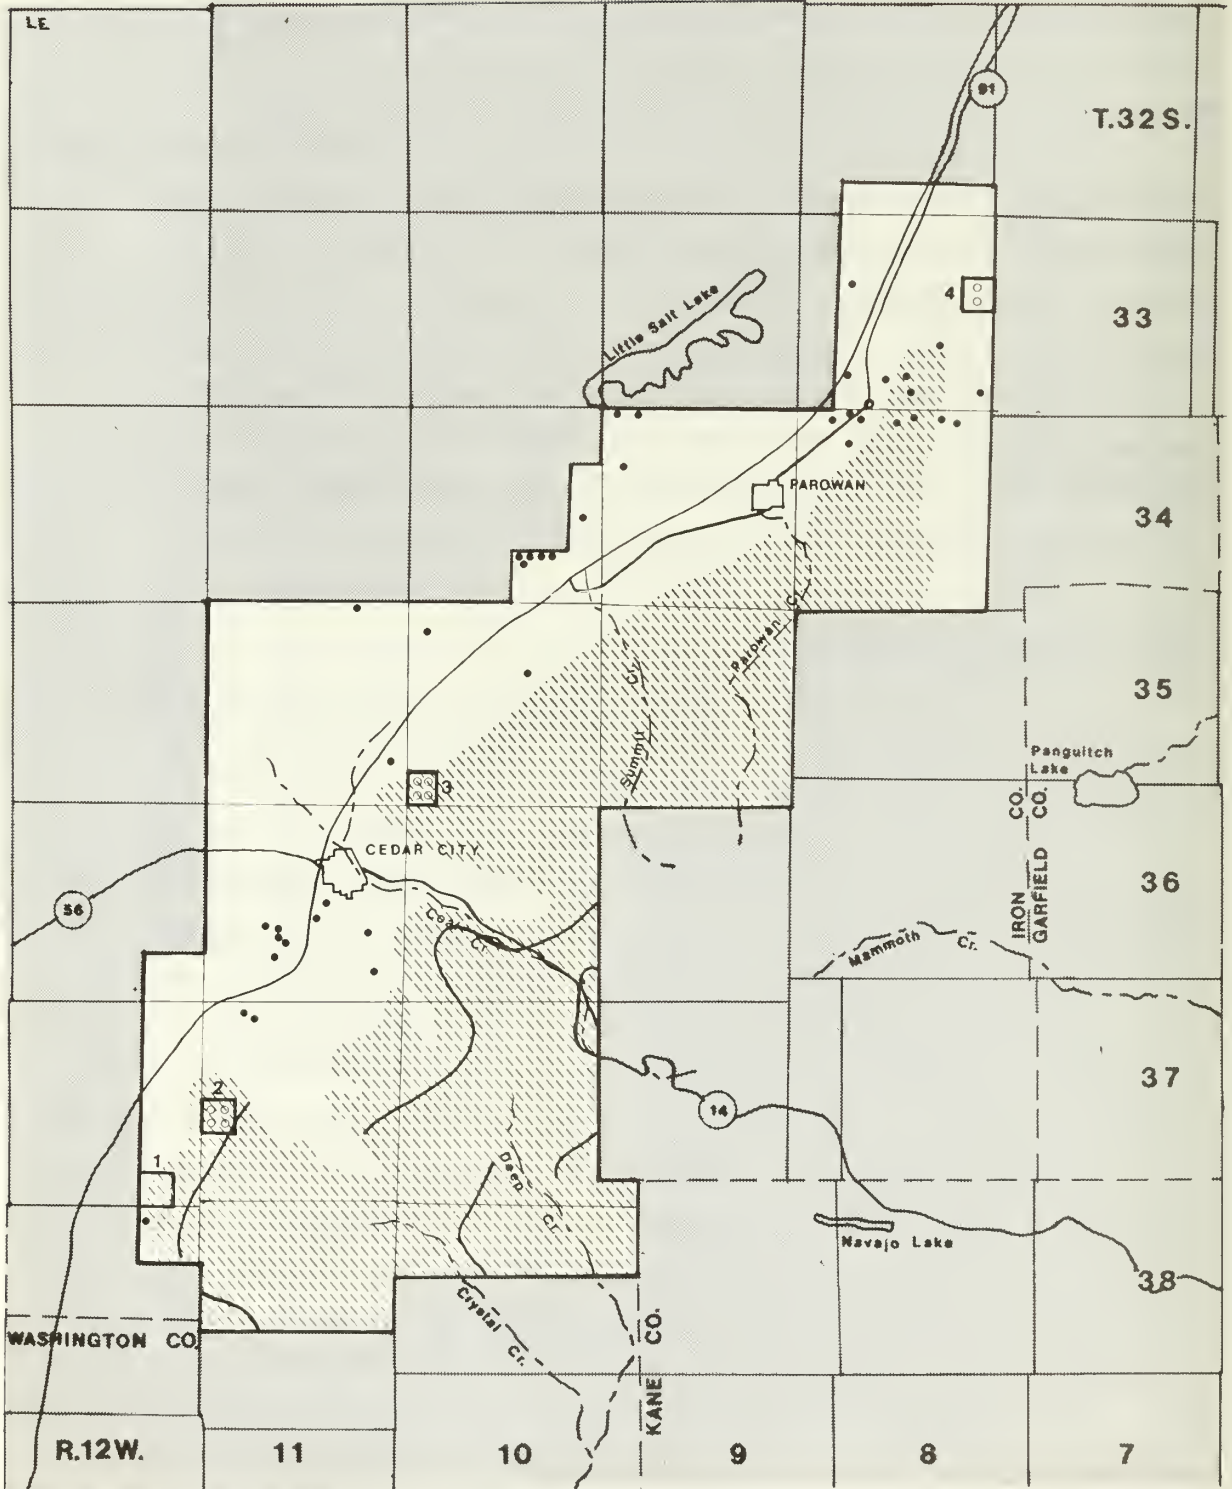 LE
91
T.32 S.
Little Salt Lake
4
33
PAROWAN
34
Parowan Cr.
Summit Cr.
35
Panguitch
Lake
3
CEDAR CITY
IRON CO.
GARFIELD CO.
36
56
Coal Cr.
Mammoth Cr.
37
2
14
1
Deep Cr.
Navajo Lake
38
Crystal Cr.
WASHINGTON CO.
KANE CO.
R.12W. 11 10 9 8 7